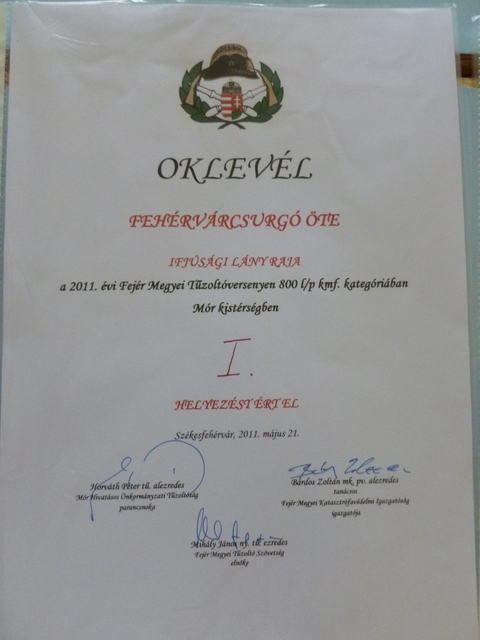 OKLEVÉL
FEHÉRVÁRCSURGÓ ÖTE
IFJÚSÁGI LÁNY RAJA
a 2011. évi Fejér Megyei Tűzoltóversenyen 800 l/p kmf. kategóriában
Mór kistérségben
I.
HELYEZÉST ÉRT EL
Székesfehérvár, 2011. május 21.
Horváth Péter tű. alezredes
Mór Hivatásos Önkormányzati Tűzoltóság
parancsnoka
Bárdos Zoltán mk. pv. alezredes
tanácsos
Fejér Megyei Katasztrófavédelmi Igazgatóság
igazgatója
Mihály János ny. tű. ezredes
Fejér Megyei Tűzoltó Szövetség
elnöke